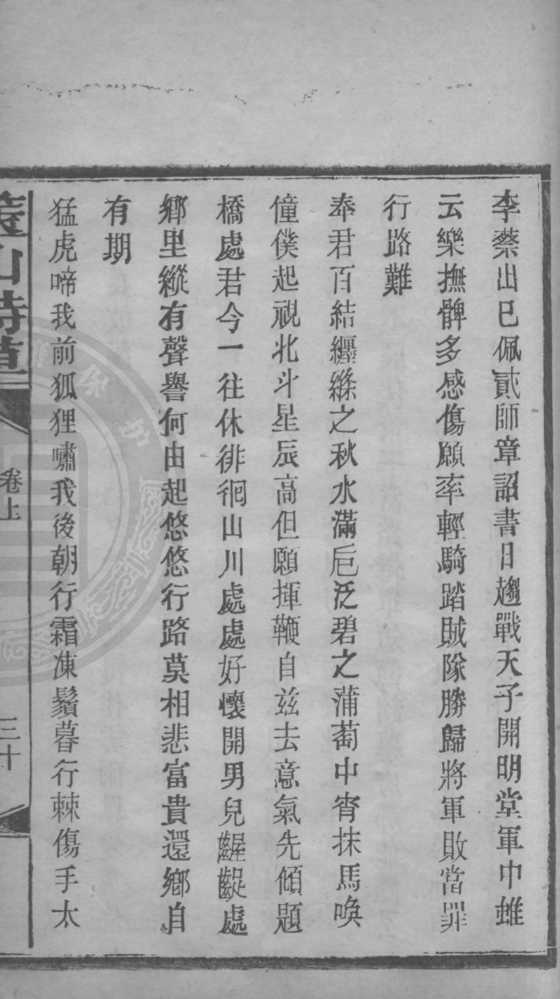 李蔡出已佩貳師章詔書日趨戰天子開明堂軍中雖
云樂撫髀多感傷願率輕騎踏賊隊勝歸將軍敗當罪
行路難
奉君百結纒緜之秋水滿巵泛碧之蒲萄中宵抹馬喚
僮僕起視北斗星辰高但願揮鞭自茲去意氣先傾題
橋處君今一往休徘徊山川處處好懷開男兒齷齪處
鄉里縱有聲譽何由起悠悠行路莫相悲富貴還鄉自
有期
猛虎啼我前狐狸嘯我後朝行霜凍鬚暮行棘傷手太
山詩草
卷上
三十